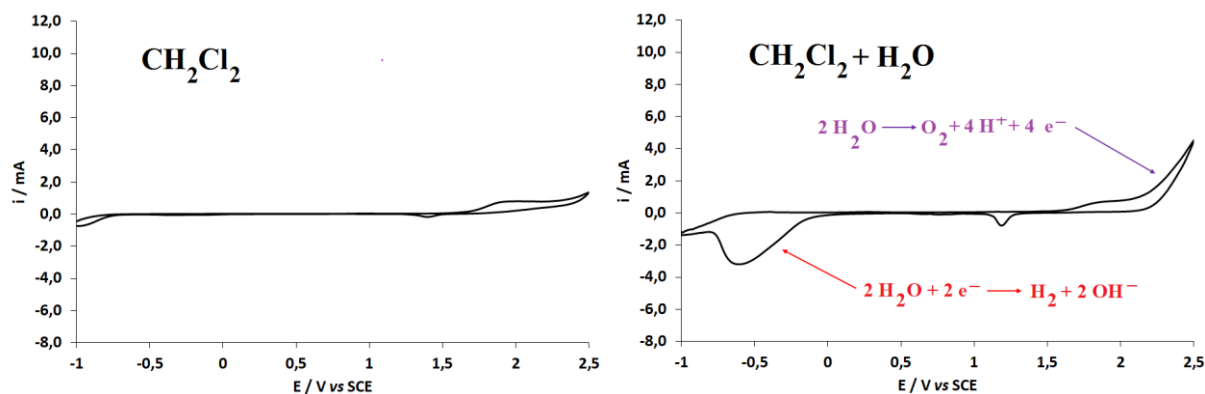 12,0
10,0
8,0
6,0
4,0
2,0
0,0
-2,0
-4,0
-6,0
-8,0
i / mA
CH₂Cl₂
-1 -0,5 0 0,5 1 1,5 2 2,5
E / V vs SCE
12,0
10,0
8,0
6,0
4,0
2,0
0,0
-2,0
-4,0
-6,0
-8,0
i / mA
CH₂Cl₂ + H₂O
2 H₂O ⟶ O₂ + 4 H⁺ + 4 e⁻
2 H₂O + 2 e⁻ ⟶ H₂ + 2 OH⁻
-1 -0,5 0 0,5 1 1,5 2 2,5
E / V vs SCE